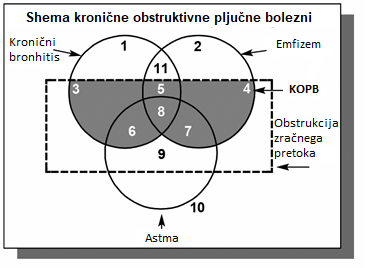 Shema kronične obstruktivne pljučne bolezni
Kronični
bronhitis
1
2
Emfizem
11
3
5
4
KOPB
8
6
7
Obstrukcija
zračnega
pretoka
9
10
Astma